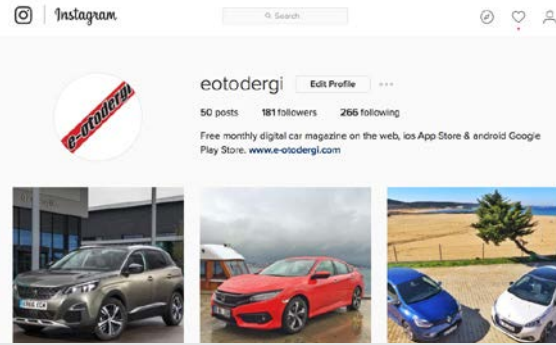 Instagram
Search
eotodergi Edit Profile
50 posts 181 followers 266 following
Free monthly digital car magazine on the web, ios App Store & android Google
Play Store. www.e-otodergi.com
e-otodergi